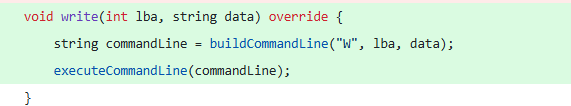 void write(int lba, string data) override {
    string commandLine = buildCommandLine("W", lba, data);
    executeCommandLine(commandLine);
}